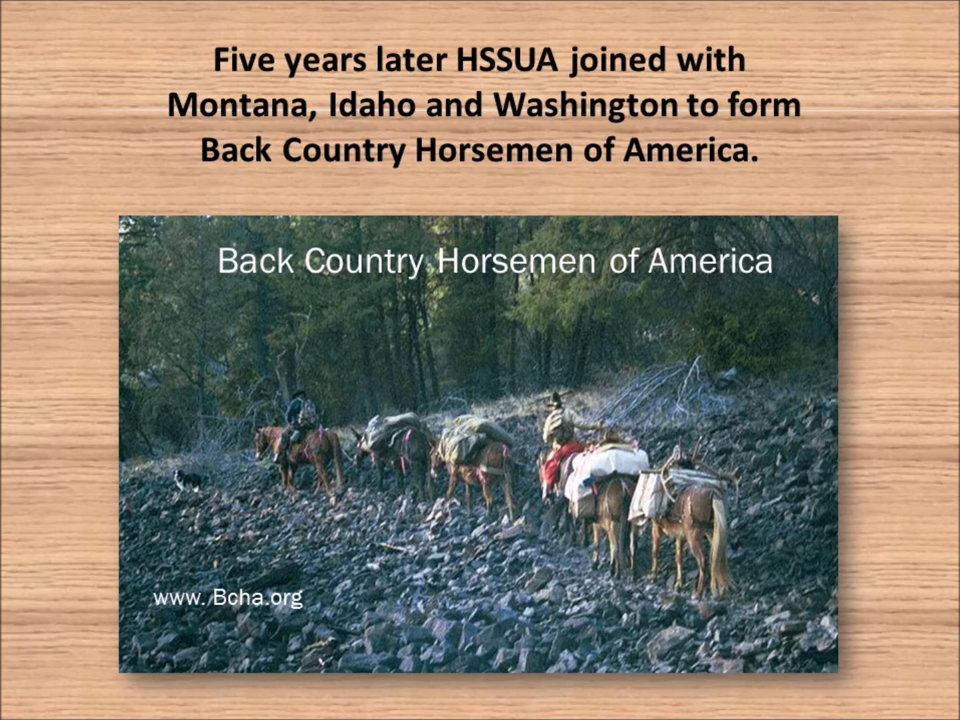 Five years later HSSUA joined with
Montana, Idaho and Washington to form
Back Country Horsemen of America.
Back Country Horsemen of America
www. Bcha.org